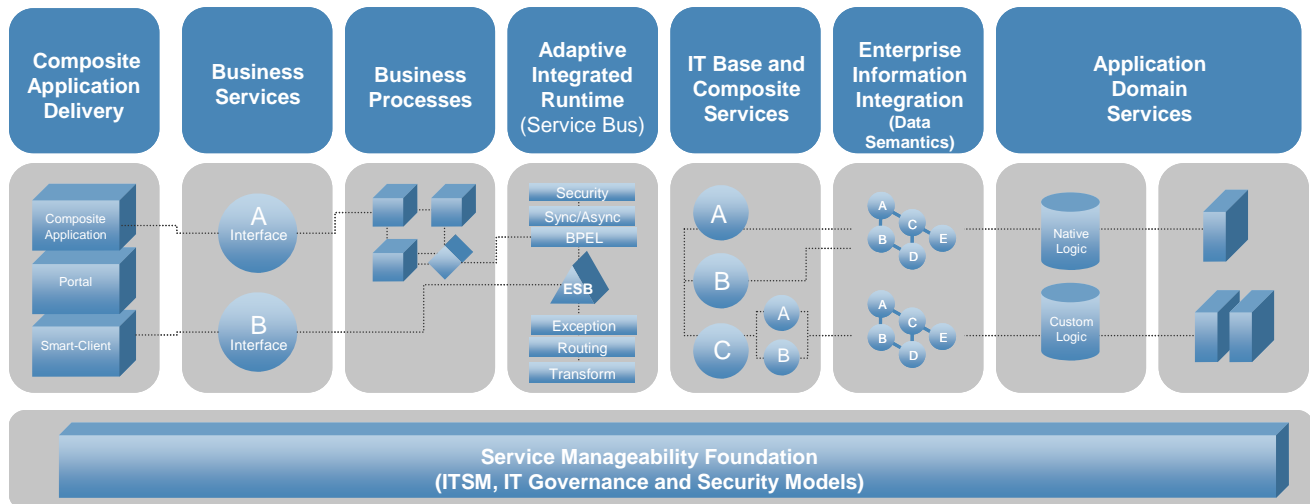 Composite
Application
Delivery
Business
Services
Business
Processes
Adaptive
Integrated
Runtime
(Service Bus)
IT Base and
Composite
Services
Enterprise
Information
Integration
(Data
Semantics)
Application
Domain
Services
Composite
Application
Portal
Smart-Client
A
Interface
B
Interface
Security
Sync/Async
BPEL
ESB
Exception
Routing
Transform
A
B
C
A
B
A
B
C
D
E
A
B
C
D
E
Native
Logic
Custom
Logic
Service Manageability Foundation
(ITSM, IT Governance and Security Models)